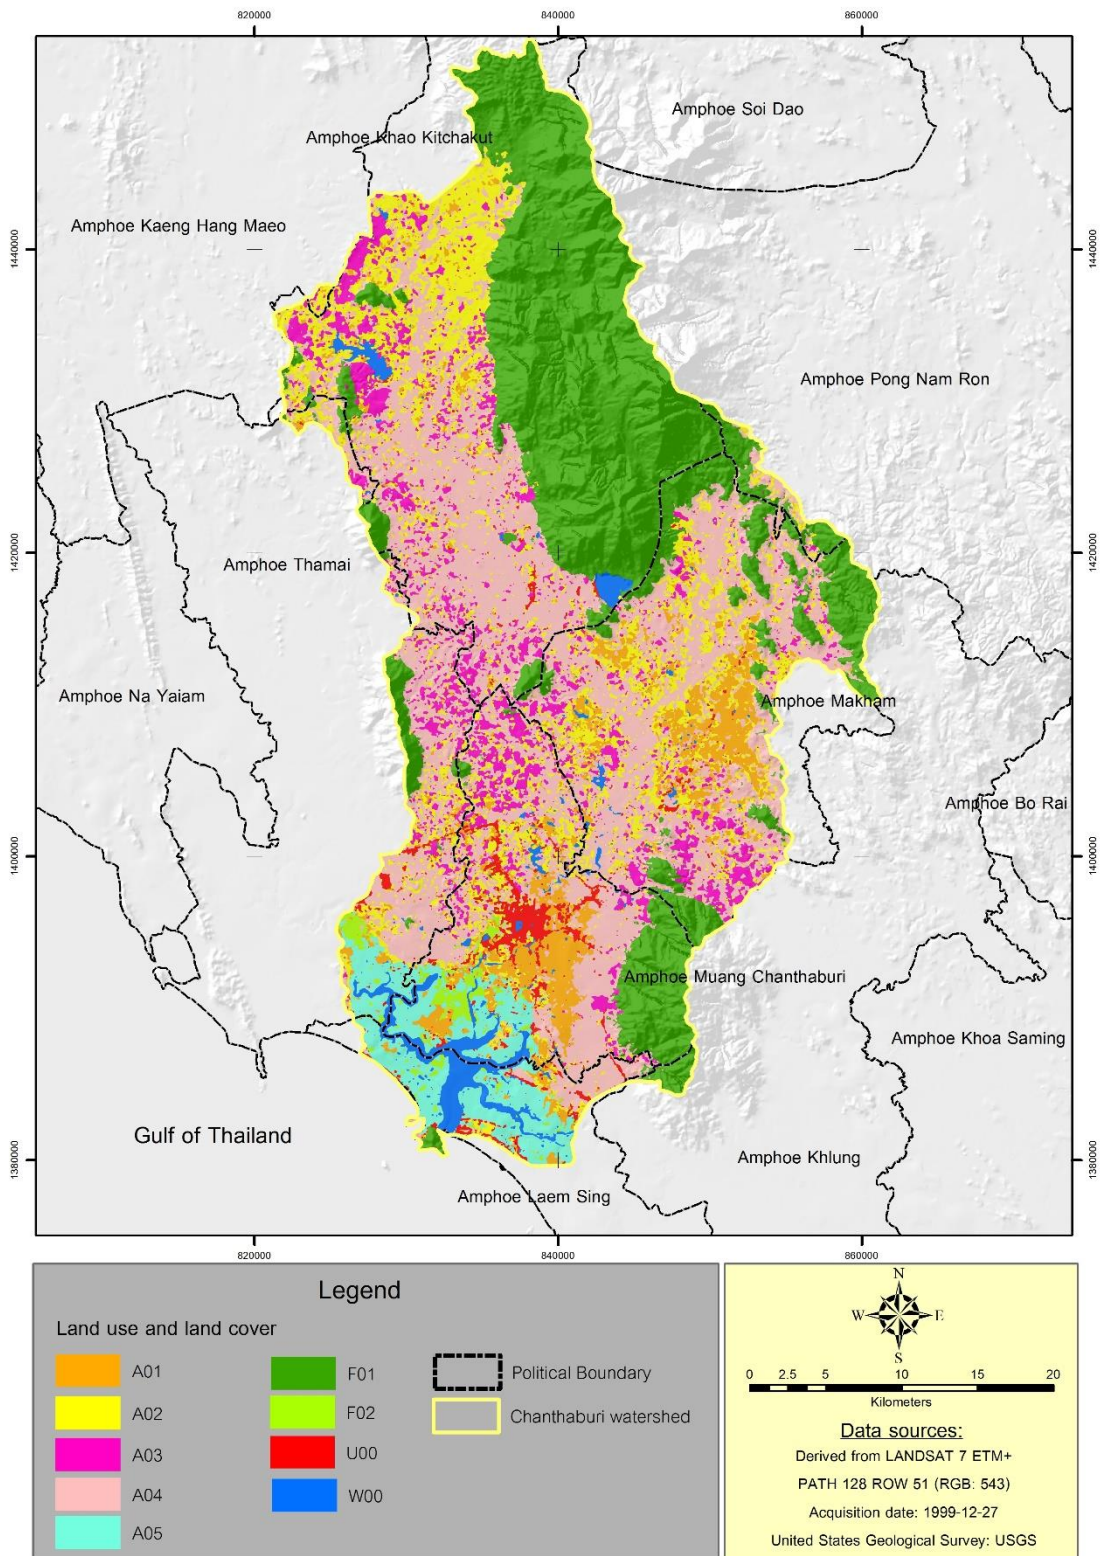 820000 840000 860000
Amphoe Soi Dao
Amphoe Khao Kitchakut
Amphoe Kaeng Hang Maeo
1440000 1440000
Amphoe Pong Nam Ron
1420000 1420000
Amphoe Thamai
Amphoe Na Yaiam
Amphoe Makham
Amphoe Bo Rai
1400000 1400000
Amphoe Muang Chanthaburi
Amphoe Khoa Saming
Gulf of Thailand
1380000 1380000
Amphoe Khlung
Amphoe Laem Sing
820000 840000 860000
Legend
Land use and land cover
A01
A02
A03
A04
A05
F01
F02
U00
W00
Political Boundary
Chanthaburi watershed
N
W E
S
0 2.5 5 10 15 20
Kilometers
Data sources:
Derived from LANDSAT 7 ETM+
PATH 128 ROW 51 (RGB: 543)
Acquisition date: 1999-12-27
United States Geological Survey: USGS